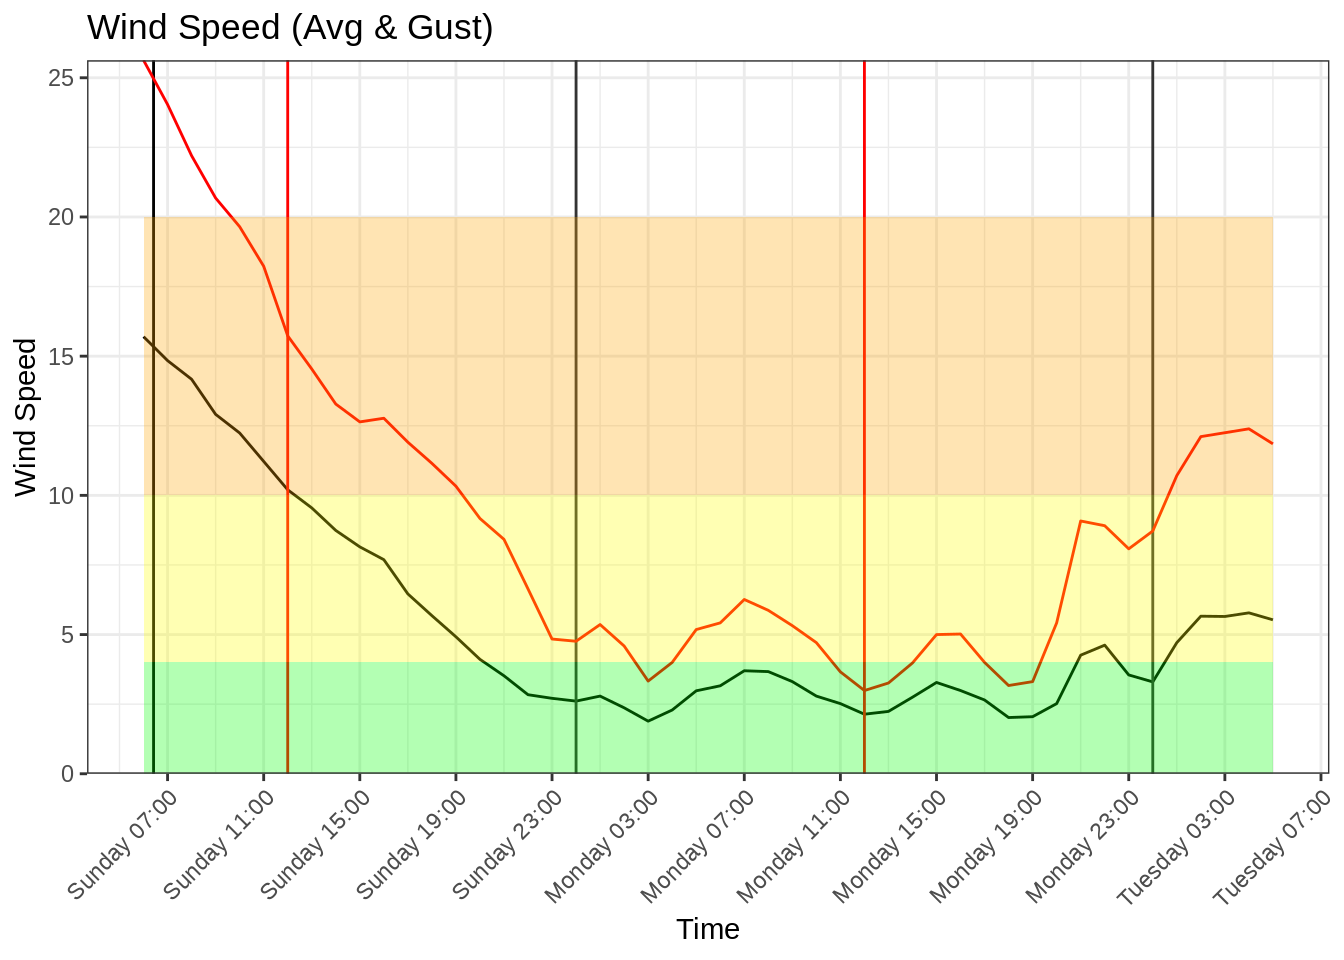 Wind Speed (Avg & Gust)
Wind Speed
25
20
15
10
5
0
Sunday 07:00
Sunday 11:00
Sunday 15:00
Sunday 19:00
Sunday 23:00
Monday 03:00
Monday 07:00
Monday 11:00
Monday 15:00
Monday 19:00
Monday 23:00
Tuesday 03:00
Tuesday 07:00
Time